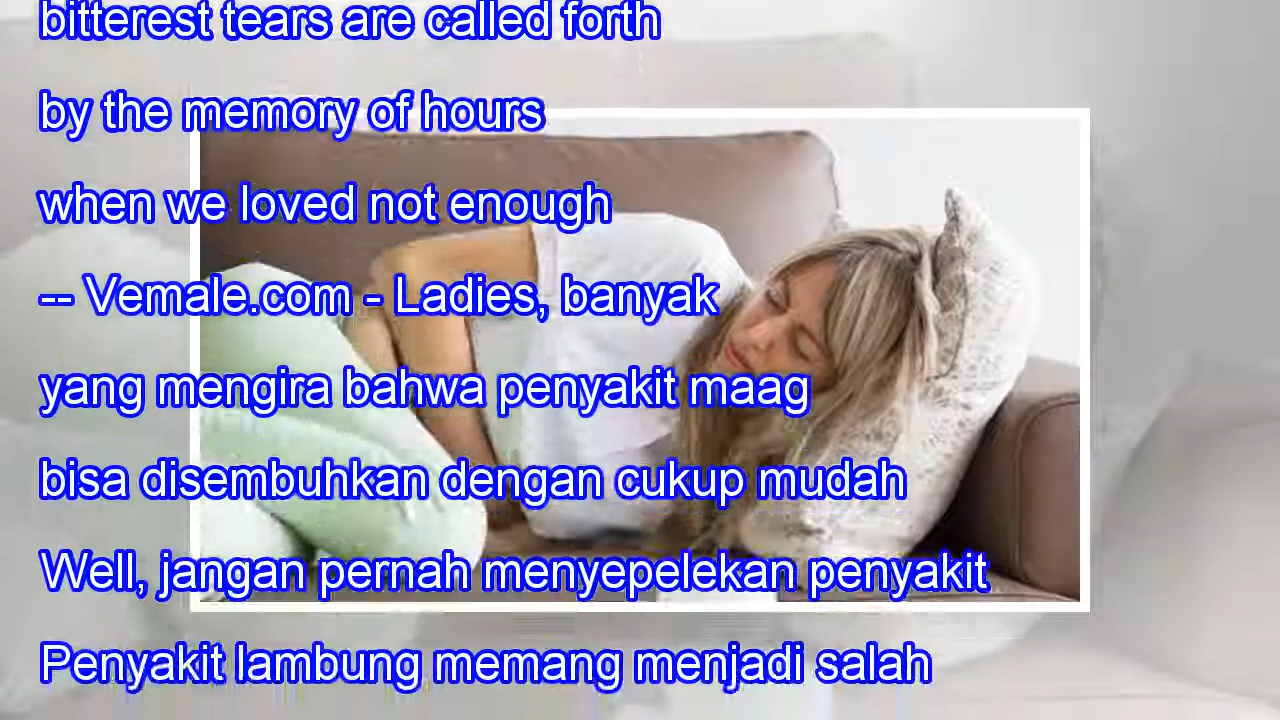 bitterest tears are called forth
by the memory of hours
when we loved not enough
-- Vemale.com - Ladies, banyak
yang mengira bahwa penyakit maag
bisa disembuhkan dengan cukup mudah
Well, jangan pernah menyepelekan penyakit
Penyakit lambung memang menjadi salah